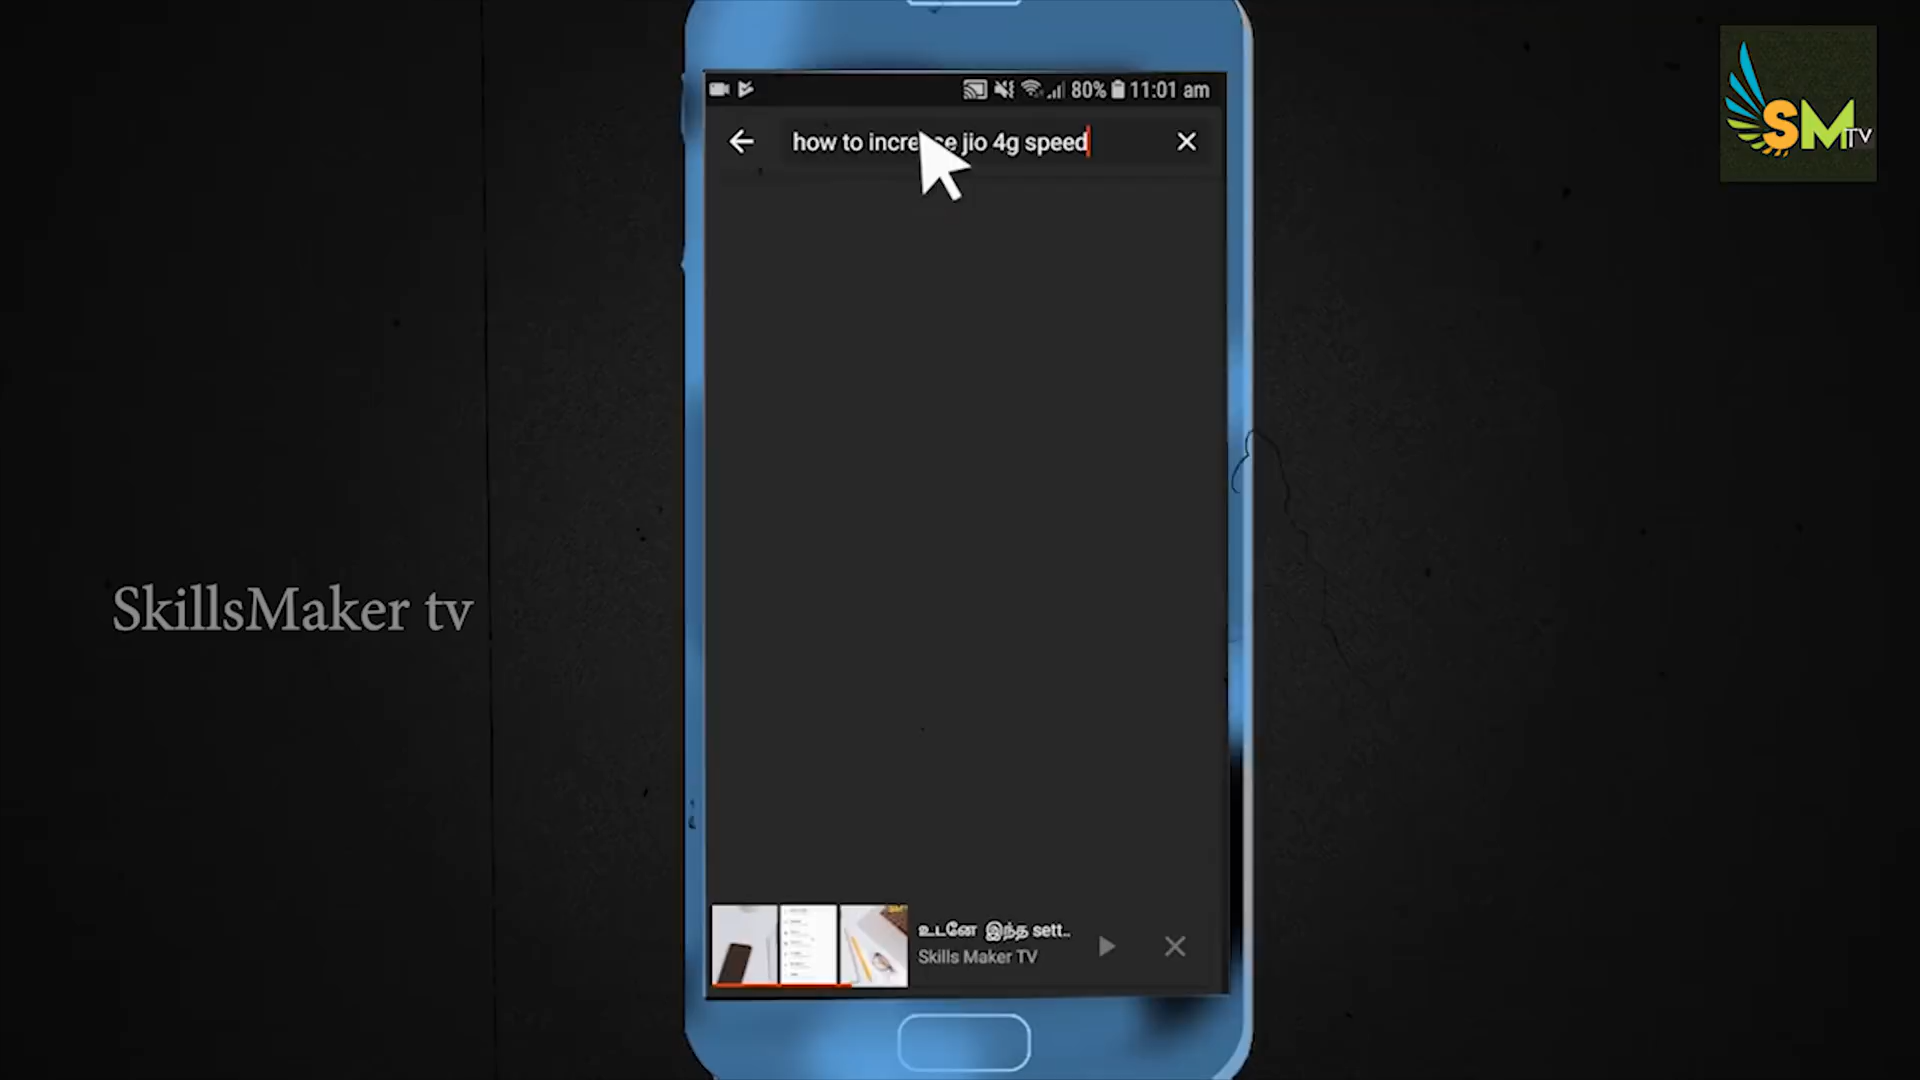 SM TV
80% 11:01 am
how to increase jio 4g speed
SkillsMaker tv
உடனே இந்த sett..
Skills Maker TV